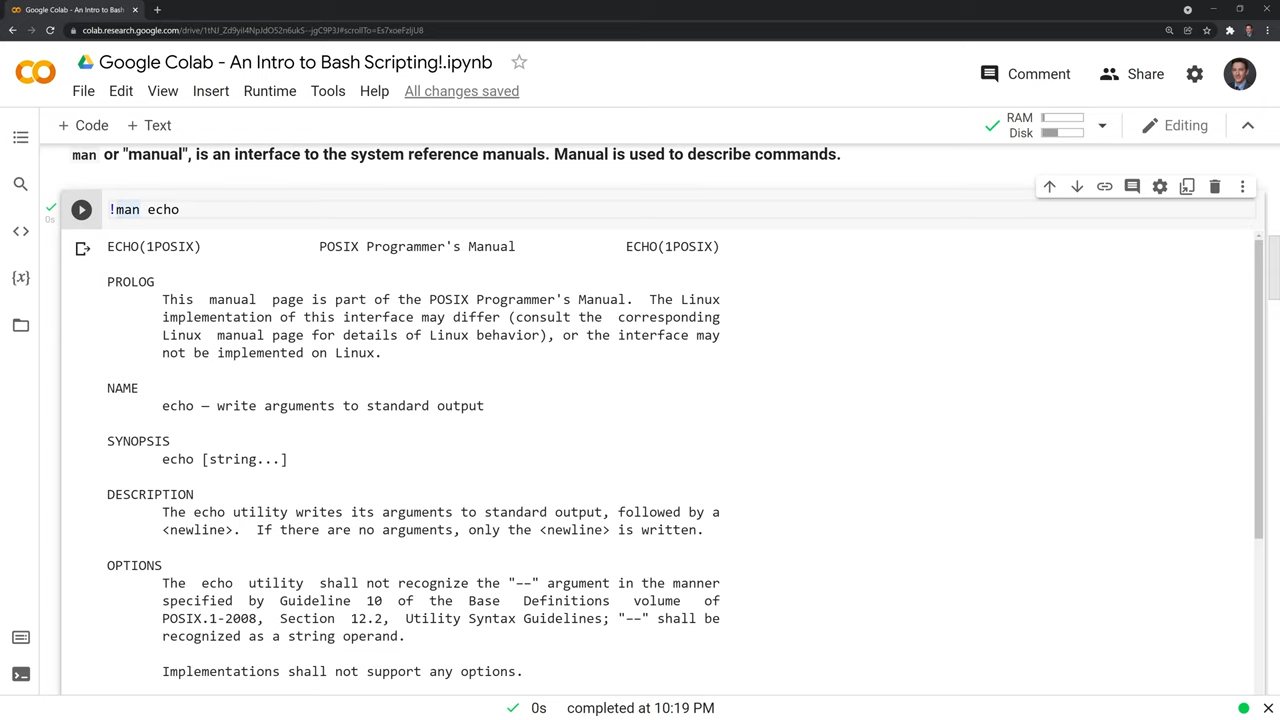 Google Colab - An Intro to Bash
colab.research.google.com/drive/1tNJ_Zd9yiI4NpJdO52n6ukS--jgC9P3J#scrollTo=Es7xoeFzIjU8
Google Colab - An Intro to Bash Scripting!.ipynb
File Edit View Insert Runtime Tools Help All changes saved
Comment Share
+ Code + Text
RAM
Disk
Editing
man or "manual", is an interface to the system reference manuals. Manual is used to describe commands.
!man echo
0s
ECHO(1POSIX) POSIX Programmer's Manual ECHO(1POSIX)
PROLOG
This manual page is part of the POSIX Programmer's Manual. The Linux
implementation of this interface may differ (consult the corresponding
Linux manual page for details of Linux behavior), or the interface may
not be implemented on Linux.
NAME
echo — write arguments to standard output
SYNOPSIS
echo [string...]
DESCRIPTION
The echo utility writes its arguments to standard output, followed by a
<newline>. If there are no arguments, only the <newline> is written.
OPTIONS
The echo utility shall not recognize the "--" argument in the manner
specified by Guideline 10 of the Base Definitions volume of
POSIX.1-2008, Section 12.2, Utility Syntax Guidelines; "--" shall be
recognized as a string operand.
Implementations shall not support any options.
0s completed at 10:19 PM